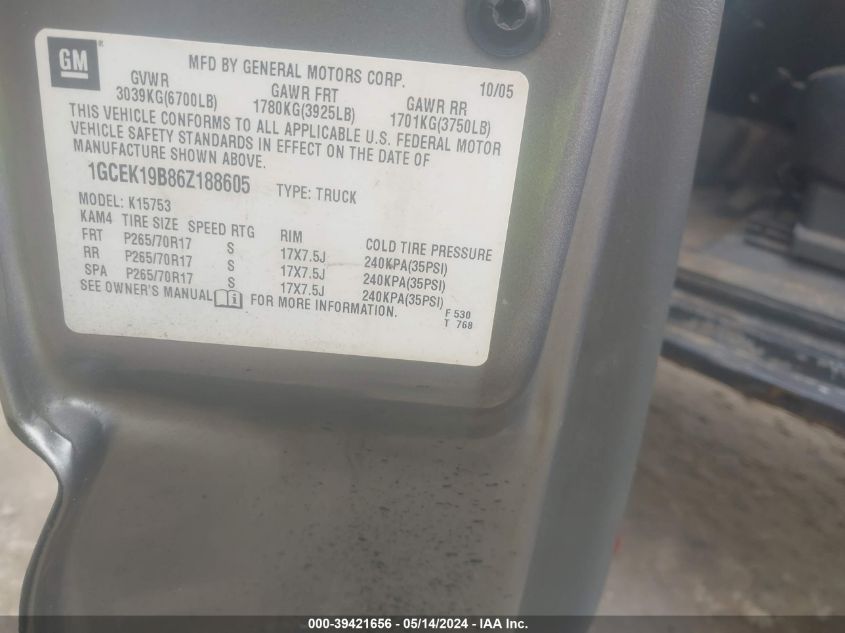 GM
MFD BY GENERAL MOTORS CORP. 10/05
GVWR GAWR FRT GAWR RR
3039KG(6700LB) 1780KG(3925LB) 1701KG(3750LB)
THIS VEHICLE CONFORMS TO ALL APPLICABLE U.S. FEDERAL MOTOR
VEHICLE SAFETY STANDARDS IN EFFECT ON THE DATE OF
MANUFACTURE SHOWN ABOVE.
1GCEK19B86Z188605 TYPE: TRUCK
MODEL: K15753
KAM4 TIRE SIZE SPEED RTG RIM COLD TIRE PRESSURE
FRT P265/70R17 S 17X7.5J 240KPA(35PSI)
RR P265/70R17 S 17X7.5J 240KPA(35PSI)
SPA P265/70R17 S 17X7.5J 240KPA(35PSI)
SEE OWNER'S MANUAL FOR MORE INFORMATION.
F 530
T 768
000-39421656 - 05/14/2024 - IAAI Inc.